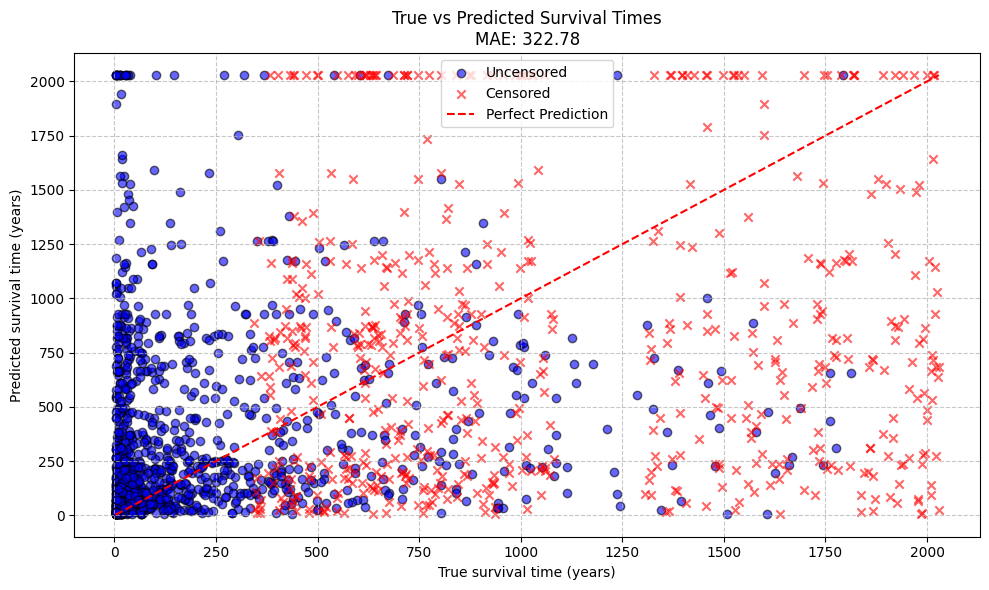 True vs Predicted Survival Times
MAE: 322.78
Uncensored
Censored
Perfect Prediction
Predicted survival time (years)
2000
1750
1500
1250
1000
750
500
250
0
0 250 500 750 1000 1250 1500 1750 2000
True survival time (years)